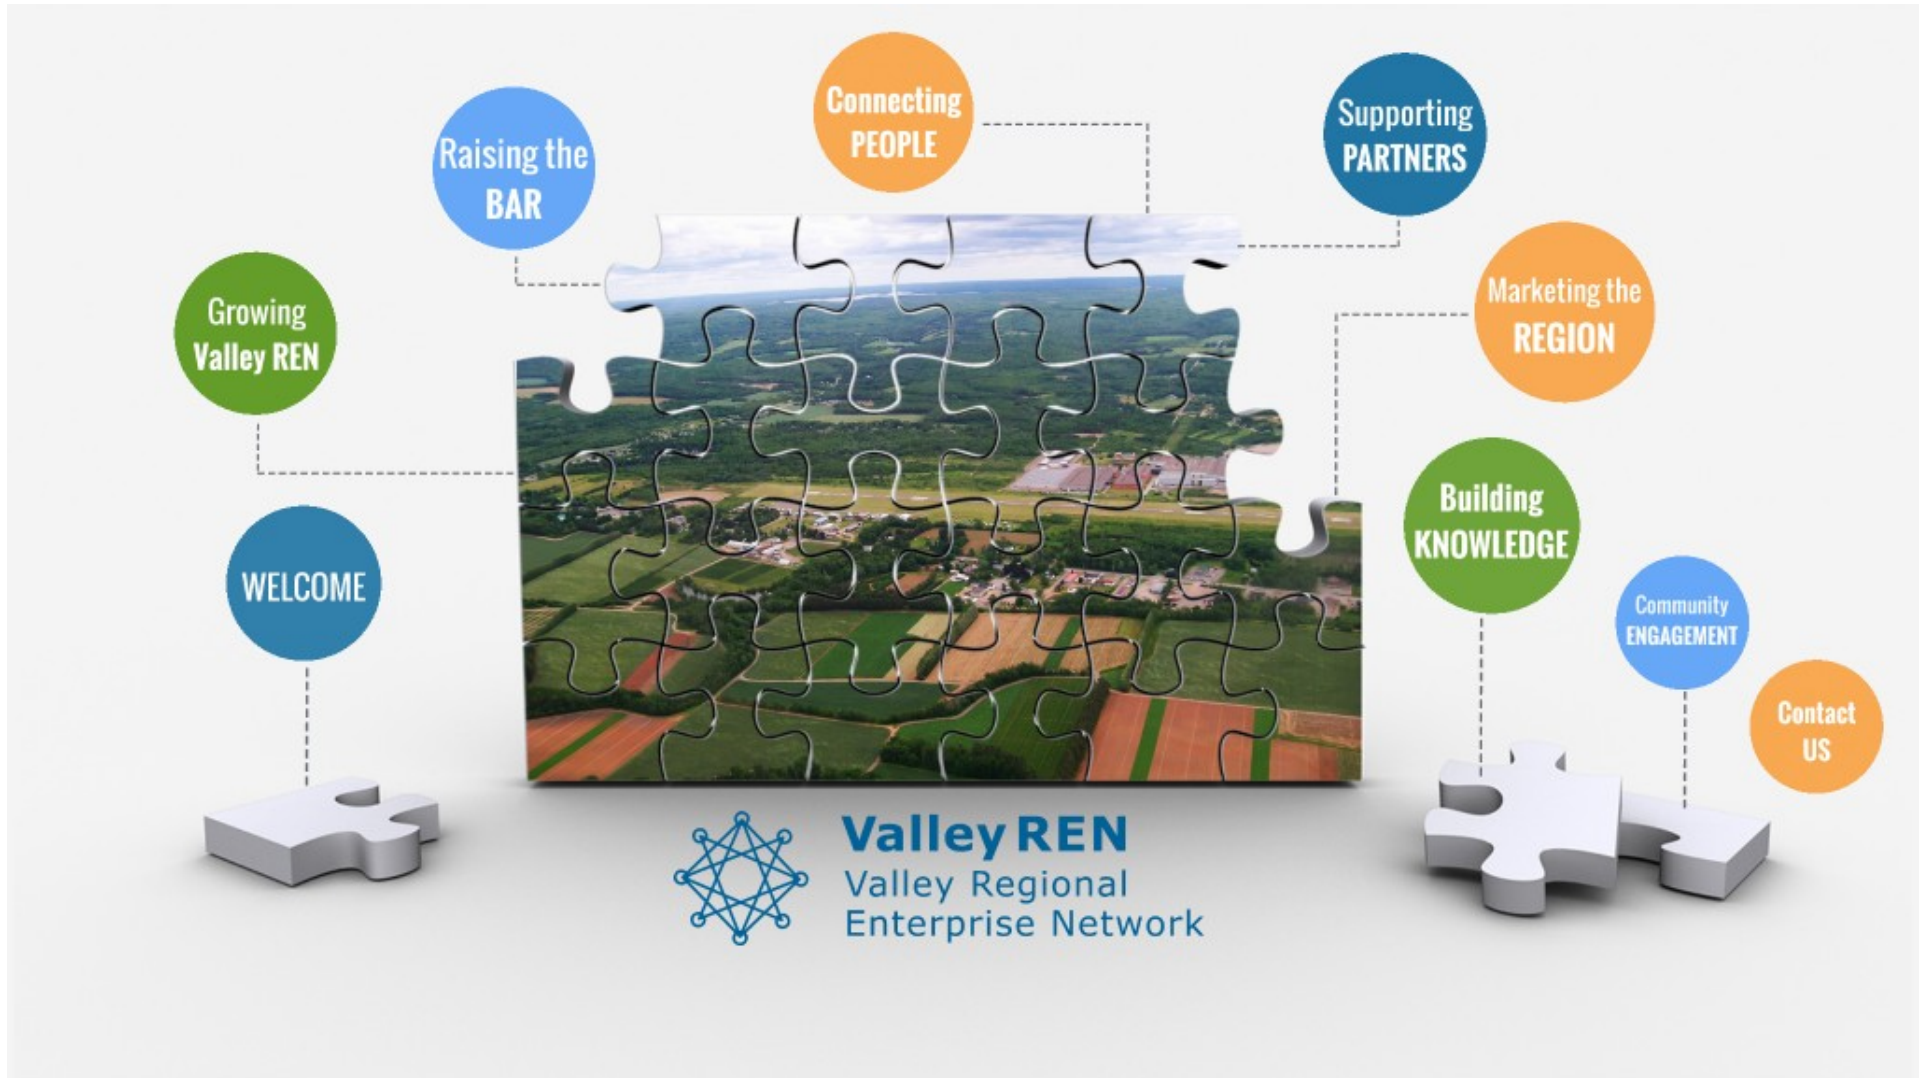 Connecting
PEOPLE
Supporting
PARTNERS
Raising the
BAR
Marketing the
REGION
Growing
Valley REN
Building
KNOWLEDGE
WELCOME
Community
ENGAGEMENT
Contact
US
Valley REN
Valley Regional
Enterprise Network